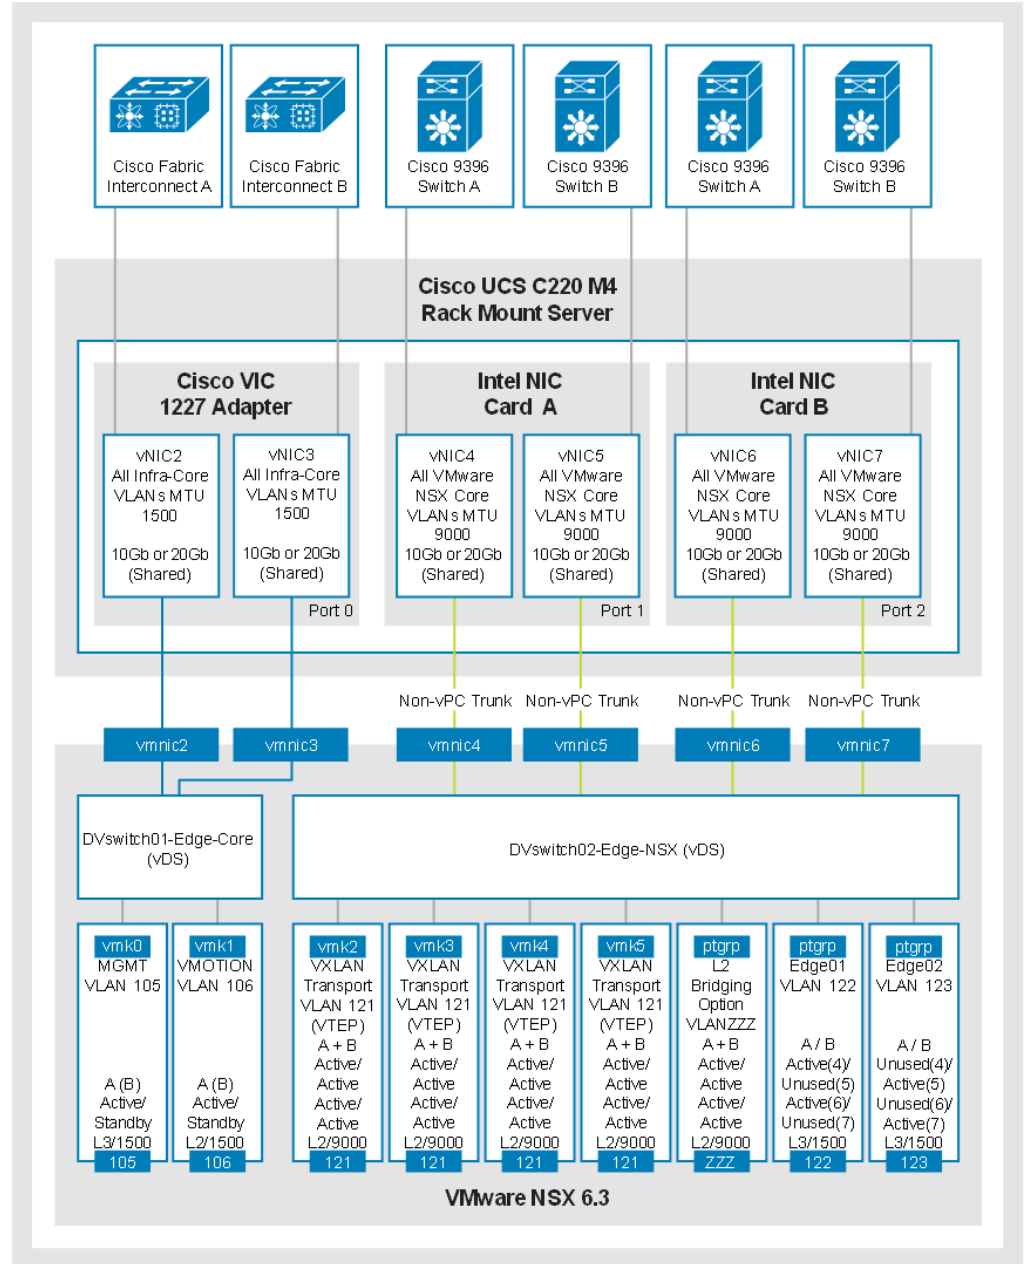 Cisco Fabric
Interconnect A
Cisco Fabric
Interconnect B
Cisco 9396
Switch A
Cisco 9396
Switch B
Cisco 9396
Switch A
Cisco 9396
Switch B
Cisco UCS C220 M4
Rack Mount Server
Cisco VIC
1227 Adapter
Intel NIC
Card A
Intel NIC
Card B
vNIC2
All Infra-Core
VLANs MTU
1500
10Gb or 20Gb
(Shared)
vNIC3
All Infra-Core
VLANs MTU
1500
10Gb or 20Gb
(Shared)
Port 0
vNIC4
All VMware
NSX Core
VLANs MTU
9000
10Gb or 20Gb
(Shared)
vNIC5
All VMware
NSX Core
VLANs MTU
9000
10Gb or 20Gb
(Shared)
Port 1
vNIC6
All VMware
NSX Core
VLANs MTU
9000
10Gb or 20Gb
(Shared)
vNIC7
All VMware
NSX Core
VLANs MTU
9000
10Gb or 20Gb
(Shared)
Port 2
Non-vPC Trunk
Non-vPC Trunk
Non-vPC Trunk
Non-vPC Trunk
vmnic2
vmnic3
vmnic4
vmnic5
vmnic6
vmnic7
DVswitch01-Edge-Core
(vDS)
DVswitch02-Edge-NSX (vDS)
vmk0
MGMT
VLAN 105
A (B)
Active/
Standby
L3/1500
105
vmk1
VMOTION
VLAN 106
A (B)
Active/
Standby
L2/1500
106
vmk2
VXLAN
Transport
VLAN 121
(VTEP)
A + B
Active/
Active
Active/
Active
L2/9000
121
vmk3
VXLAN
Transport
VLAN 121
(VTEP)
A + B
Active/
Active
Active/
Active
L2/9000
121
vmk4
VXLAN
Transport
VLAN 121
(VTEP)
A + B
Active/
Active
Active/
Active
L2/9000
121
vmk5
VXLAN
Transport
VLAN 121
(VTEP)
A + B
Active/
Active
Active/
Active
L2/9000
121
ptgrp
L2
Bridging
Option
VLANZZZ
A + B
Active/
Active
Active/
Active
L2/9000
ZZZ
ptgrp
Edge01
VLAN 122
A / B
Active(4)/
Unused(5)
Active(6)/
Unused(7)
L3/1500
122
ptgrp
Edge02
VLAN 123
A / B
Unused(4)/
Active(5)
Unused(6)/
Active(7)
L3/1500
123
VMware NSX 6.3